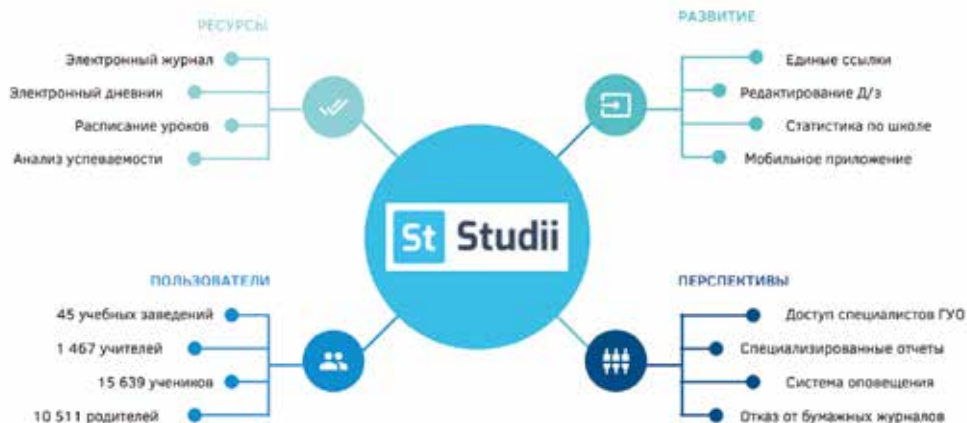 РЕСУРСЫ
Электронный журнал
Электронный дневник
Расписание уроков
Анализ успеваемости
РАЗВИТИЕ
Единые ссылки
Редактирование Д/з
Статистика по школе
Мобильное приложение
St Studii
ПОЛЬЗОВАТЕЛИ
45 учебных заведений
1 467 учителей
15 639 учеников
10 511 родителей
ПЕРСПЕКТИВЫ
Доступ специалистов ГУО
Специализированные отчеты
Система оповещения
Отказ от бумажных журналов